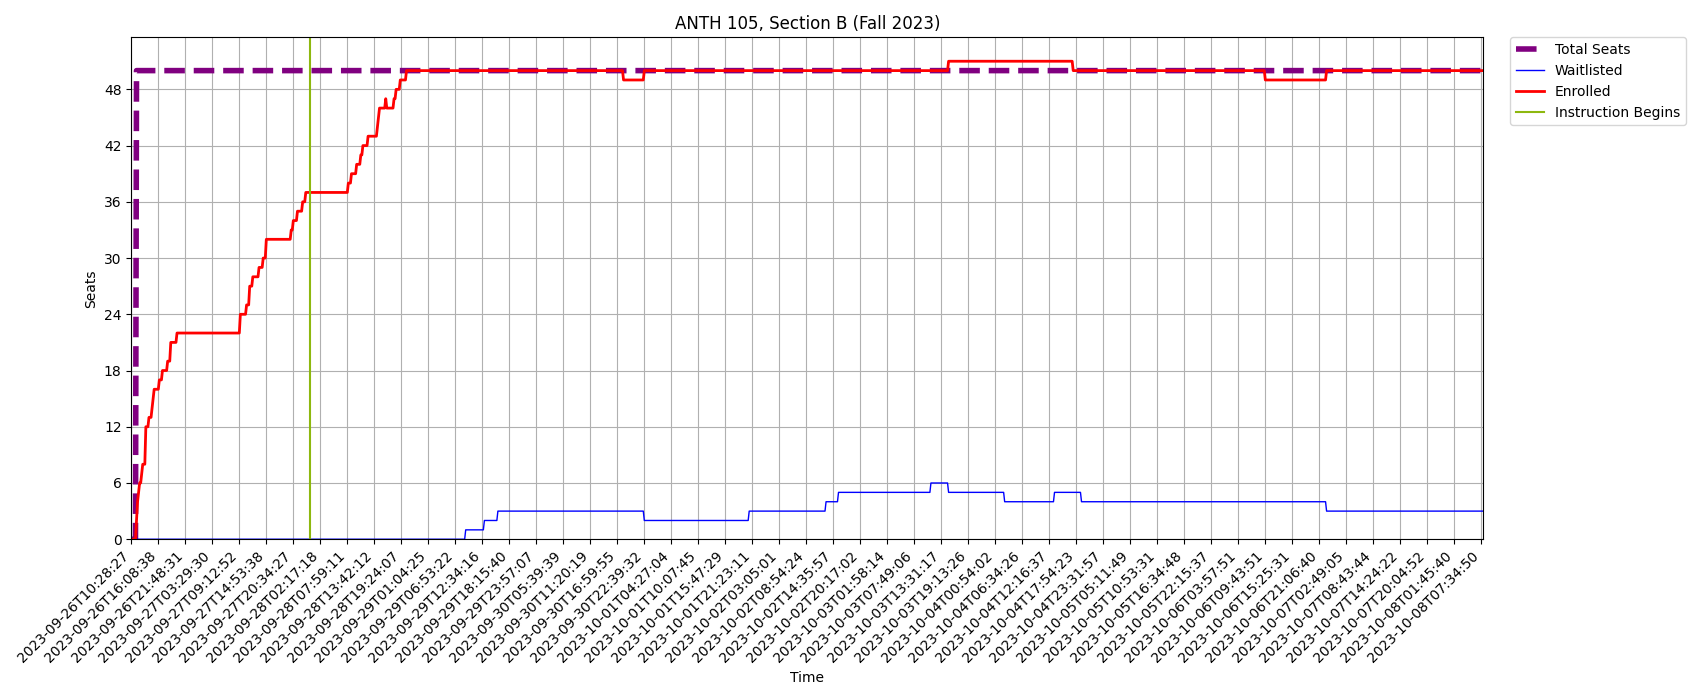 ANTH 105, Section B (Fall 2023)
Total Seats
Waitlisted
Enrolled
Instruction Begins
Seats
48
42
36
30
24
18
12
6
0
2023-09-26T10:28:27
2023-09-26T16:08:38
2023-09-26T21:48:31
2023-09-27T03:29:30
2023-09-27T09:12:52
2023-09-27T14:53:38
2023-09-27T20:34:27
2023-09-28T02:17:18
2023-09-28T07:59:11
2023-09-28T13:42:12
2023-09-28T19:24:07
2023-09-29T01:04:25
2023-09-29T06:53:22
2023-09-29T12:34:16
2023-09-29T18:15:40
2023-09-29T23:57:07
2023-09-30T05:39:39
2023-09-30T11:20:19
2023-09-30T16:59:55
2023-09-30T22:39:32
2023-10-01T04:27:04
2023-10-01T10:07:45
2023-10-01T15:47:29
2023-10-01T21:23:11
2023-10-02T03:05:01
2023-10-02T08:54:24
2023-10-02T14:35:57
2023-10-02T20:17:02
2023-10-03T01:58:14
2023-10-03T07:49:06
2023-10-03T13:31:17
2023-10-03T19:13:26
2023-10-04T00:54:02
2023-10-04T06:34:26
2023-10-04T12:16:37
2023-10-04T17:54:23
2023-10-04T23:31:57
2023-10-05T05:11:49
2023-10-05T10:53:31
2023-10-05T16:34:48
2023-10-05T22:15:37
2023-10-06T03:57:51
2023-10-06T09:43:51
2023-10-06T15:25:31
2023-10-06T21:06:40
2023-10-07T02:49:05
2023-10-07T08:43:44
2023-10-07T14:24:22
2023-10-07T20:04:52
2023-10-08T01:45:40
2023-10-08T07:34:50
Time